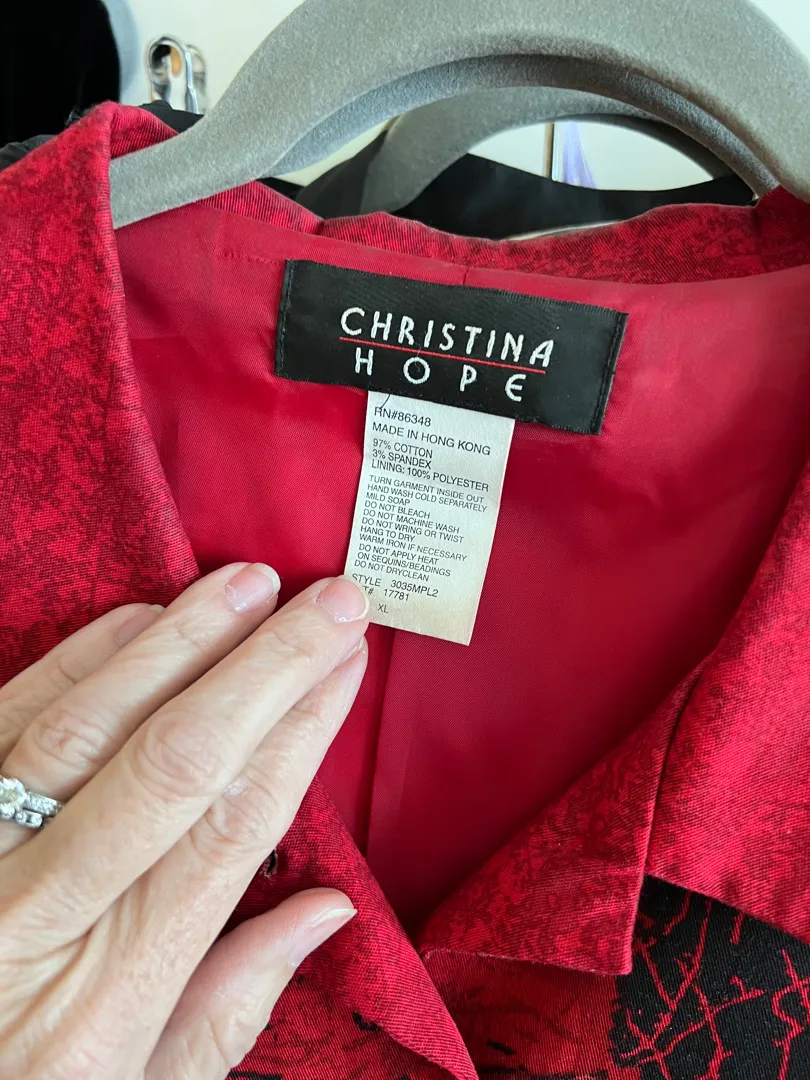 CHRISTINA
HOPE
RN#86348
MADE IN HONG KONG
97% COTTON
3% SPANDEX
LINING: 100% POLYESTER
TURN GARMENT INSIDE OUT
HAND WASH COLD SEPARATELY
MILD SOAP
DO NOT BLEACH
DO NOT MACHINE WASH
DO NOT WRING OR TWIST
HANG TO DRY
WARM IRON IF NECESSARY
DO NOT APPLY HEAT
ON SEQUINS/BEADINGS
DO NOT DRYCLEAN
STYLE 3035MPL2
17781
XL